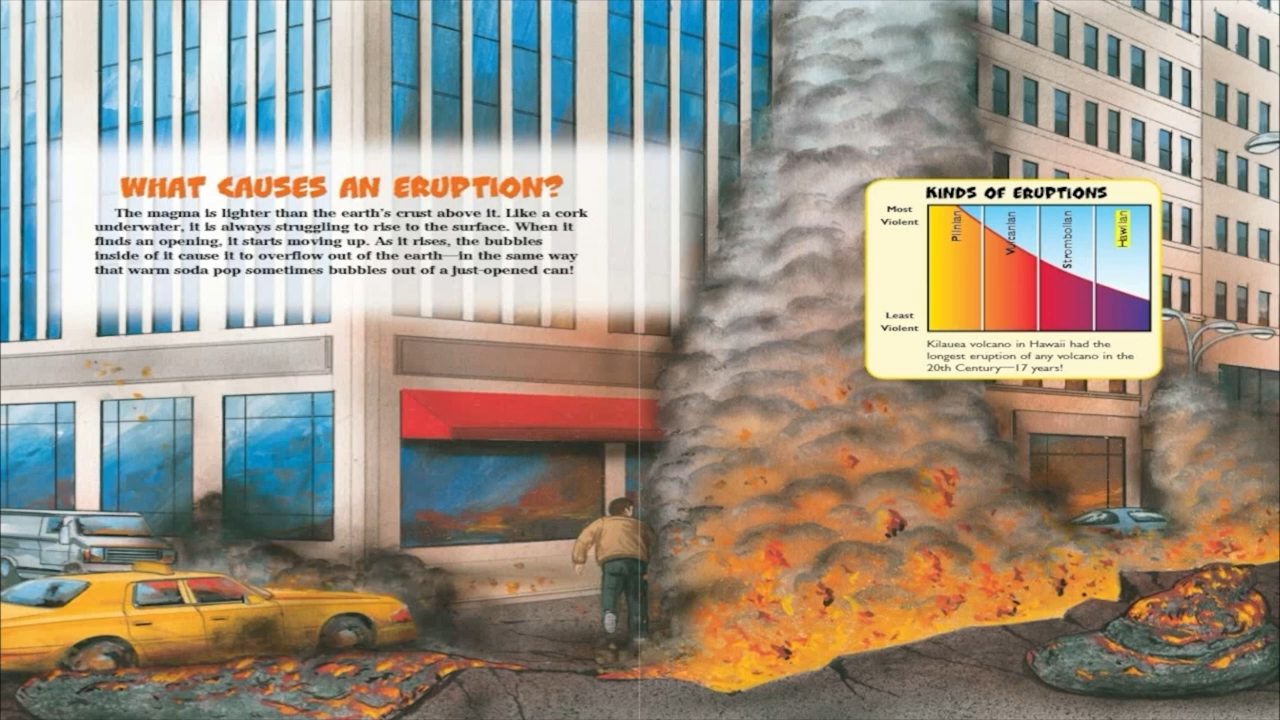 WHAT CAUSES AN ERUPTION?
The magma is lighter than the earth's crust above it. Like a cork
underwater, it is always struggling to rise to the surface. When it
finds an opening, it starts moving up. As it rises, the bubbles
inside of it cause it to overflow out of the earth—in the same way
that warm soda pop sometimes bubbles out of a just-opened can!
KINDS OF ERUPTIONS
Most
Violent
Plinian
Vulcanian
Strombolian
Hawiian
Least
Violent
Kilauea volcano in Hawaii had the
longest eruption of any volcano in the
20th Century—17 years!